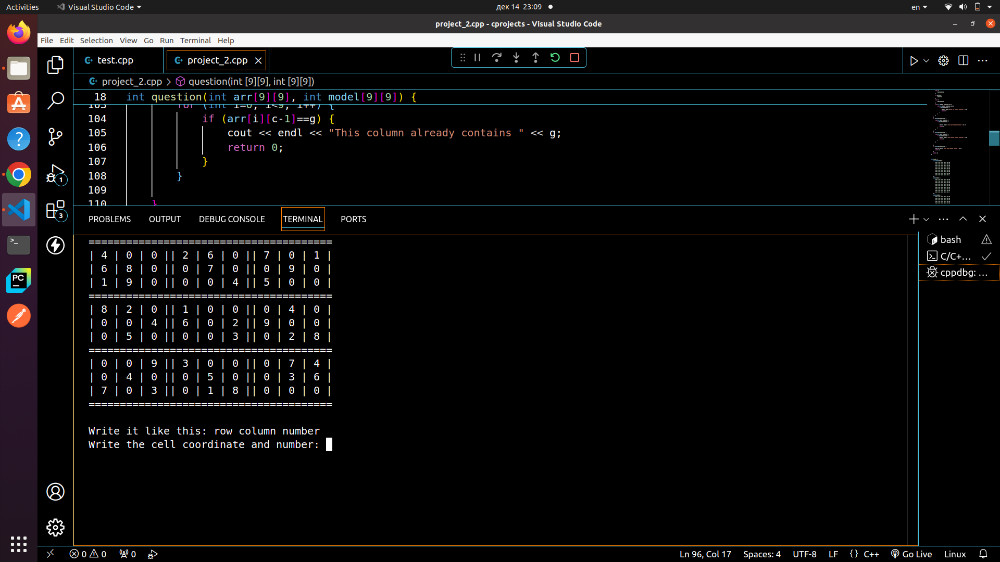 Activities Visual Studio Code дек 14 23:09 en
project_2.cpp - cprojects - Visual Studio Code
File Edit Selection View Go Run Terminal Help
test.cpp project_2.cpp
project_2.cpp > question(int [9][9], int [9][9])
18 int question(int arr[9][9], int model[9][9]) {
103 for (int i=0; i<9; i++) {
104 if (arr[i][c-1]==g) {
105 cout << endl << "This column already contains " << g;
106 return 0;
107 }
108 }
109
110 }
1
3
PROBLEMS OUTPUT DEBUG CONSOLE TERMINAL PORTS
bash
C/C+...
cppdbg: ...
=======================================
| 4 | 0 | 0 || 2 | 6 | 0 || 7 | 0 | 1 |
| 6 | 8 | 0 || 0 | 7 | 0 || 0 | 9 | 0 |
| 1 | 9 | 0 || 0 | 0 | 4 || 5 | 0 | 0 |
=======================================
| 8 | 2 | 0 || 1 | 0 | 0 || 0 | 4 | 0 |
| 0 | 0 | 4 || 6 | 0 | 2 || 9 | 0 | 0 |
| 0 | 5 | 0 || 0 | 0 | 3 || 0 | 2 | 8 |
=======================================
| 0 | 0 | 9 || 3 | 0 | 0 || 0 | 7 | 4 |
| 0 | 4 | 0 || 0 | 5 | 0 || 0 | 3 | 6 |
| 7 | 0 | 3 || 0 | 1 | 8 || 0 | 0 | 0 |
=======================================
Write it like this: row column number
Write the cell coordinate and number:
PC
0 0 0 Ln 96, Col 17 Spaces: 4 UTF-8 LF {} C++ Go Live Linux